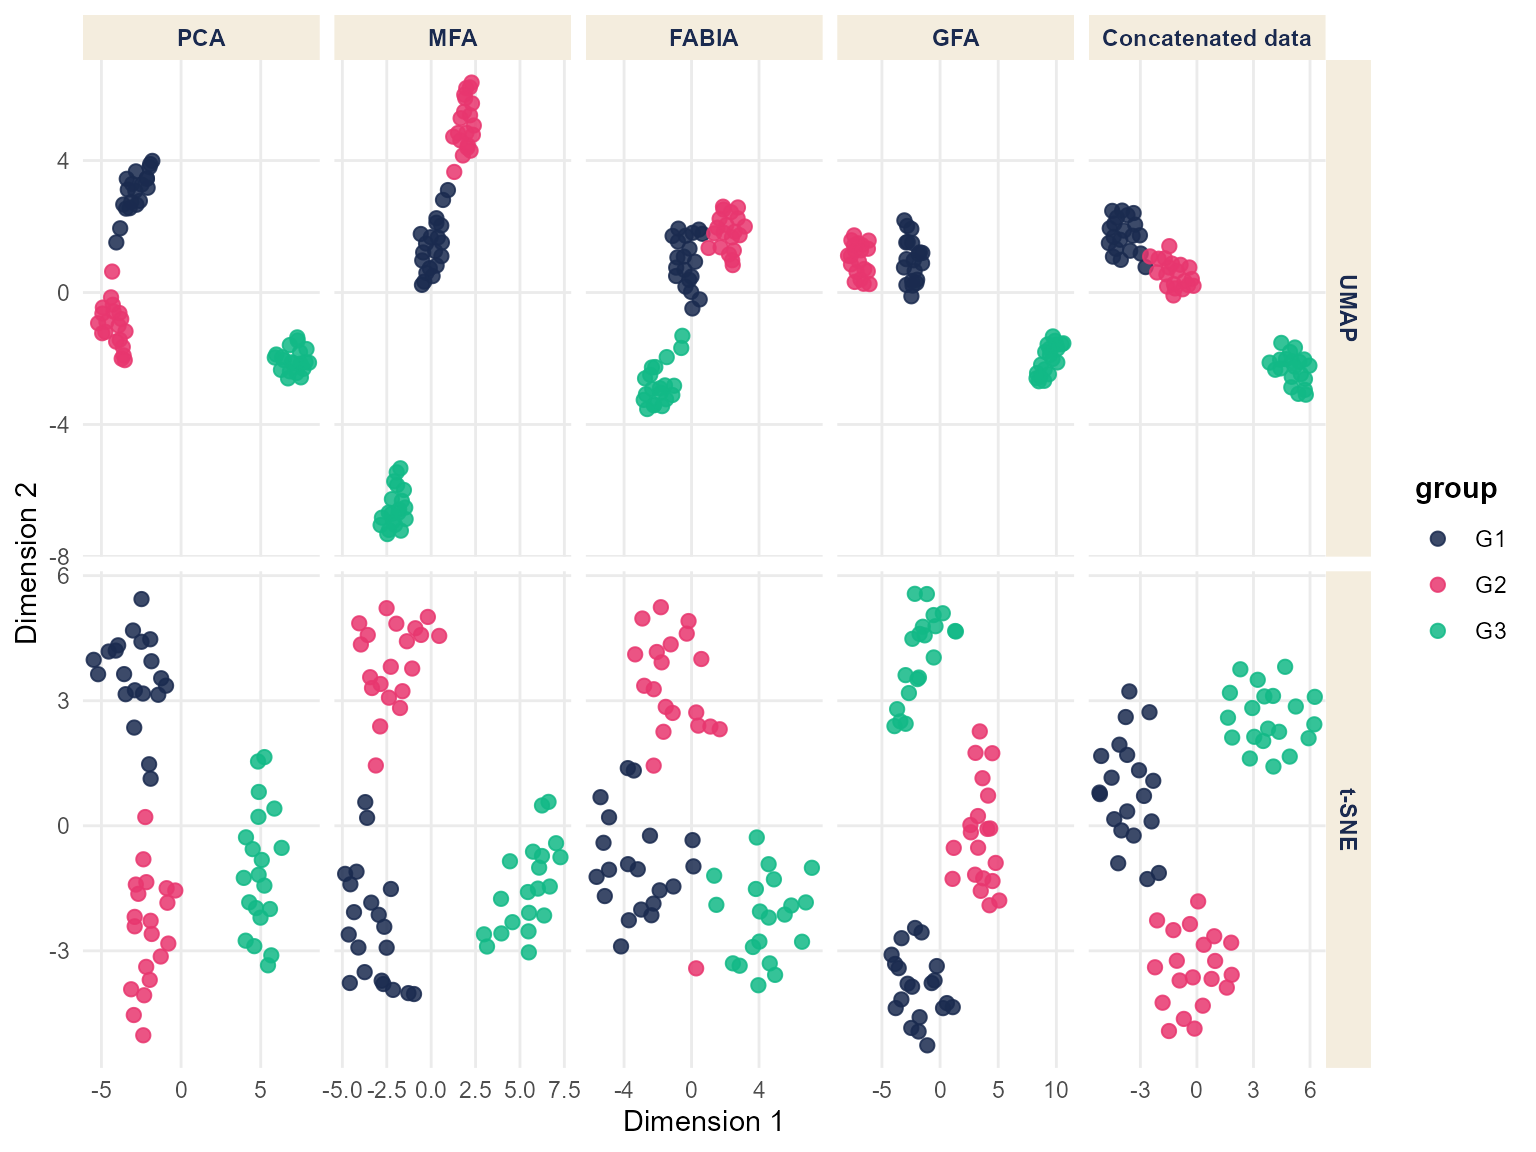 PCA MFA FABIA GFA Concatenated data
4
0
-4
-8
UMAP
6
3
0
-3
t-SNE
-5 0 5 -5.0 -2.5 0.0 2.5 5.0 7.5 -4 0 4 -5 0 5 10 -3 0 3 6
Dimension 1
Dimension 2
group
G1
G2
G3